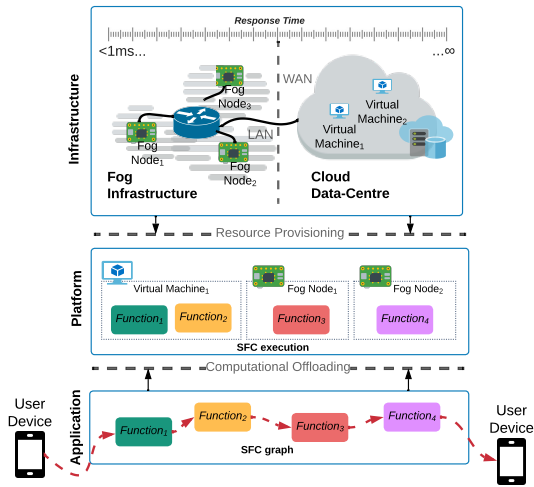 Response Time
<1ms...
...∞
Infrastructure
WAN
LAN
Fog
Node3
Fog
Node1
Fog
Node2
Virtual
Machine2
Virtual
Machine1
Fog
Infrastructure
Cloud
Data-Centre
Resource Provisioning
Platform
Virtual Machine1
Fog Node1
Fog Node2
Function1
Function2
Function3
Function4
SFC execution
Computational Offloading
Application
User
Device
Function1
Function2
Function3
Function4
SFC graph
User
Device